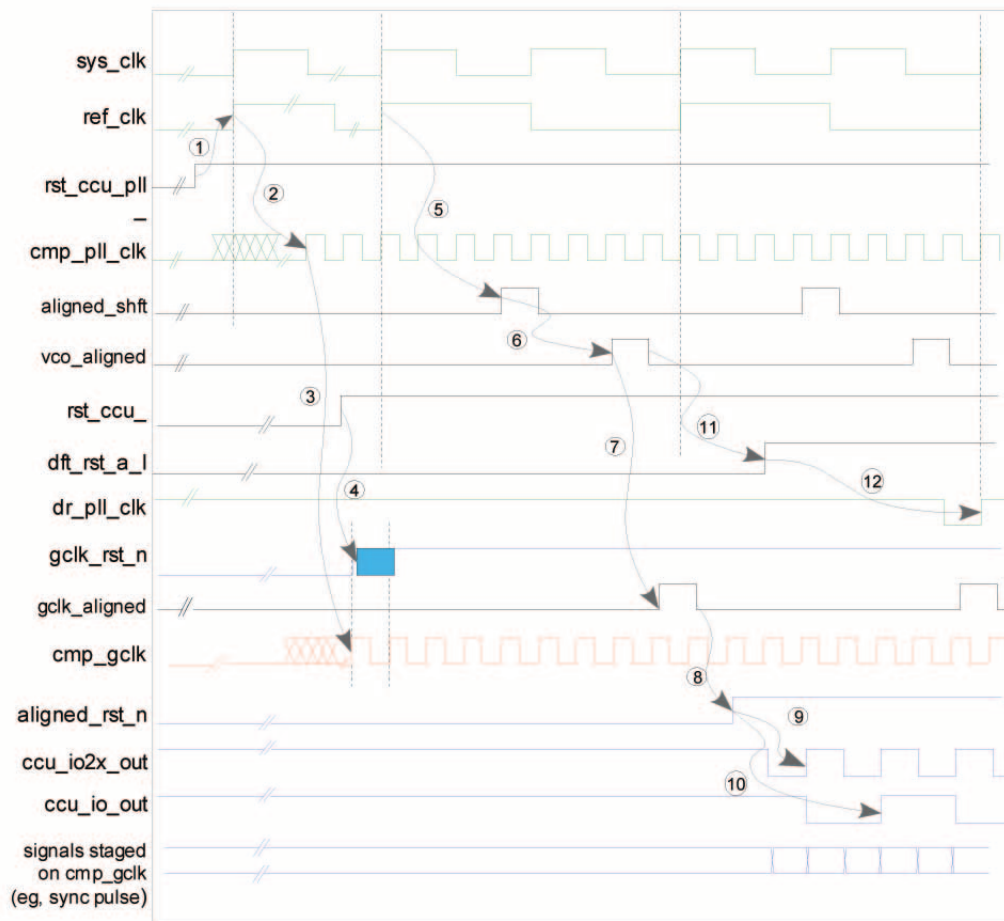 sys_clk
ref_clk
①
rst_ccu_pll
_
②
⑤
cmp_pll_clk
aligned_shft
⑥
vco_aligned
③
rst_ccu_
⑦
⑪
dft_rst_a_l
④
⑫
dr_pll_clk
gclk_rst_n
gclk_aligned
cmp_gclk
⑧
aligned_rst_n
⑨
ccu_io2x_out
⑩
ccu_io_out
signals staged
on cmp_gclk
(eg, sync pulse)